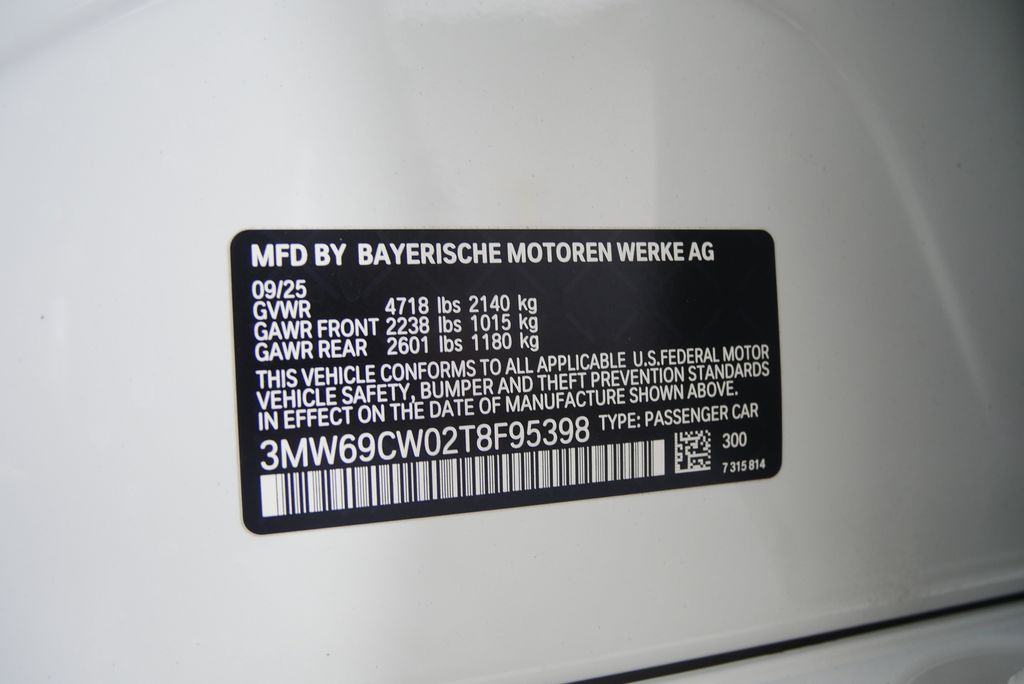 MFD BY BAYERISCHE MOTOREN WERKE AG
09/25
GVWR 4718 lbs 2140 kg
GAWR FRONT 2238 lbs 1015 kg
GAWR REAR 2601 lbs 1180 kg
THIS VEHICLE CONFORMS TO ALL APPLICABLE U.S.FEDERAL MOTOR
VEHICLE SAFETY, BUMPER AND THEFT PREVENTION STANDARDS
IN EFFECT ON THE DATE OF MANUFACTURE SHOWN ABOVE.
3MW69CW02T8F95398 TYPE: PASSENGER CAR
300
7 315 814